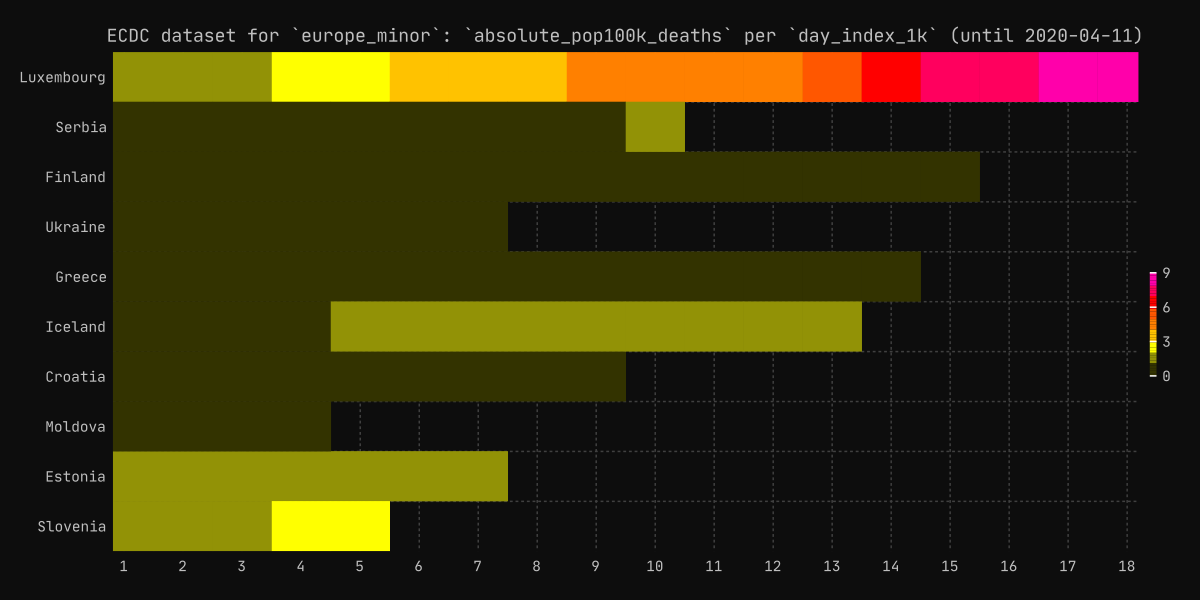 ECDC dataset for `europe_minor`: `absolute_pop100k_deaths` per `day_index_1k` (until 2020-04-11)
Luxembourg
Serbia
Finland
Ukraine
Greece
Iceland
Croatia
Moldova
Estonia
Slovenia
1 2 3 4 5 6 7 8 9 10 11 12 13 14 15 16 17 18
9
6
3
0